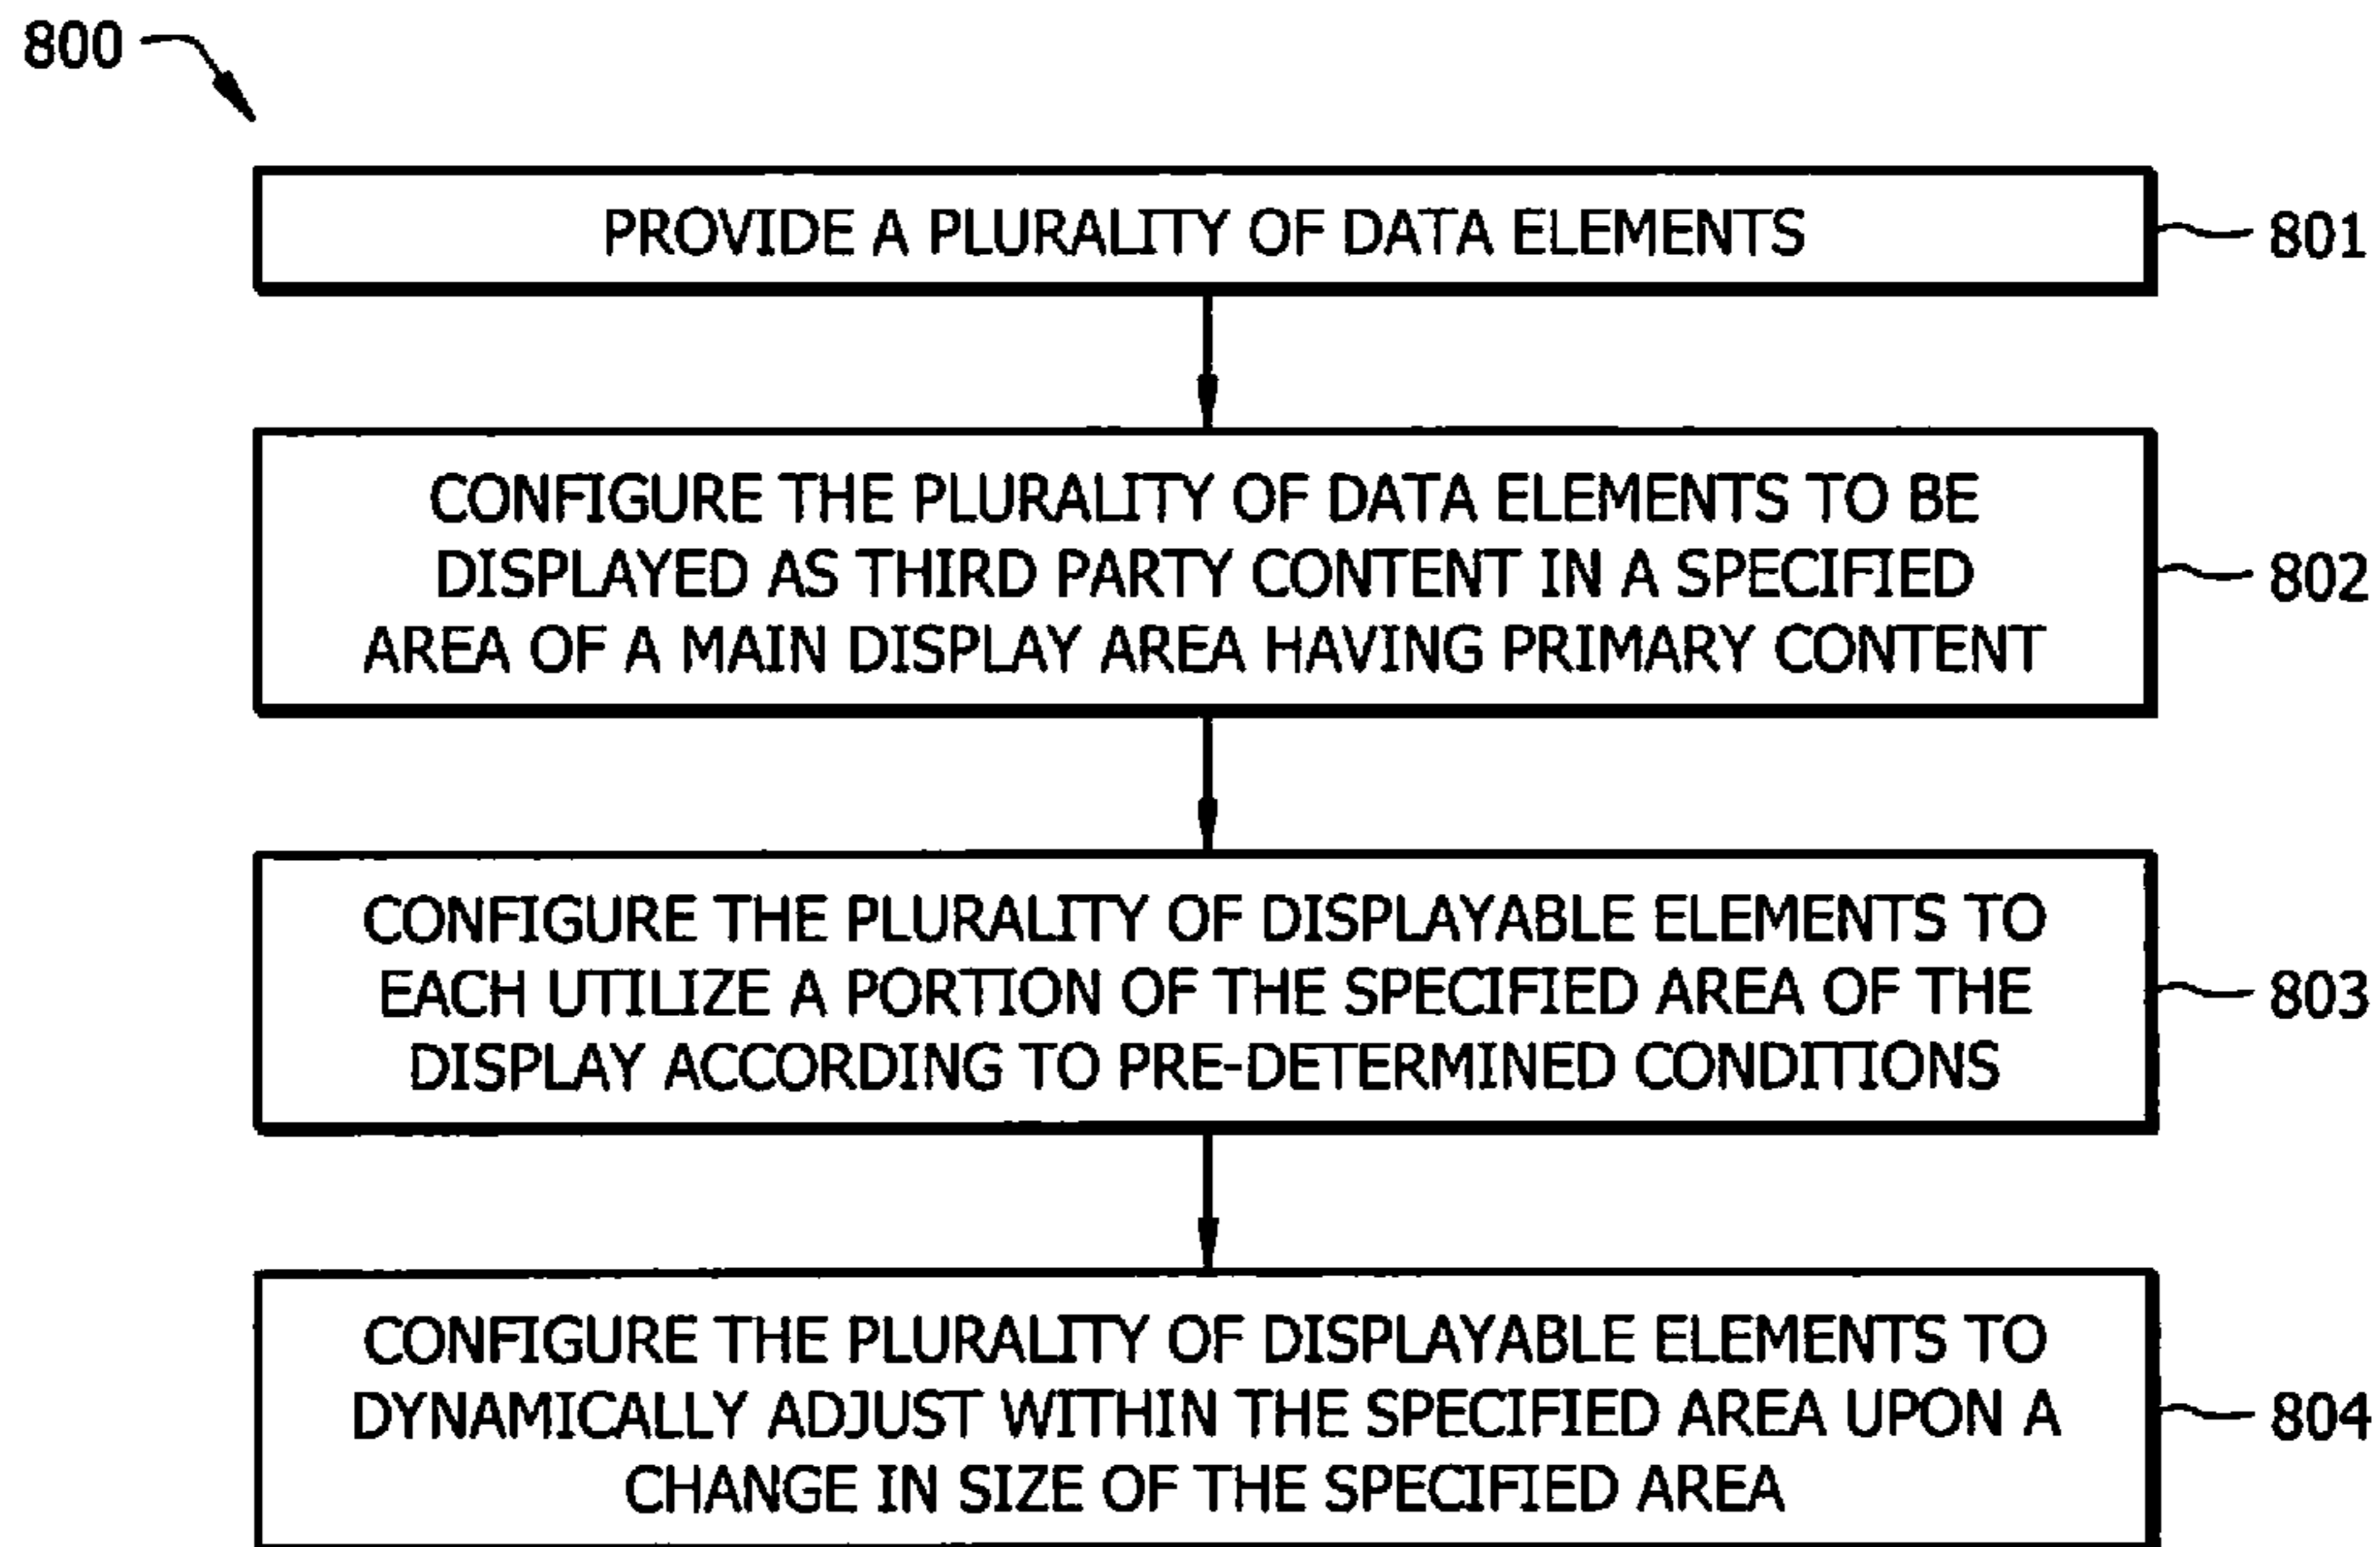 800
PROVIDE A PLURALITY OF DATA ELEMENTS
801
CONFIGURE THE PLURALITY OF DATA ELEMENTS TO BE
DISPLAYED AS THIRD PARTY CONTENT IN A SPECIFIED
AREA OF A MAIN DISPLAY AREA HAVING PRIMARY CONTENT
802
CONFIGURE THE PLURALITY OF DISPLAYABLE ELEMENTS TO
EACH UTILIZE A PORTION OF THE SPECIFIED AREA OF THE
DISPLAY ACCORDING TO PRE-DETERMINED CONDITIONS
803
CONFIGURE THE PLURALITY OF DISPLAYABLE ELEMENTS TO
DYNAMICALLY ADJUST WITHIN THE SPECIFIED AREA UPON A
CHANGE IN SIZE OF THE SPECIFIED AREA
804